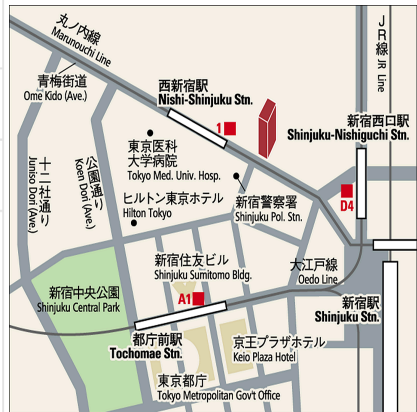 丸ノ内線
Marunouchi Line
JR線
JR Line
青梅街道
Ome Kido (Ave.)
西新宿駅
Nishi-Shinjuku Stn.
1
新宿西口駅
Shinjuku-Nishiguchi Stn.
十二社通り
Juniso Dori (Ave.)
公園通り
Koen Dori (Ave.)
東京医科
大学病院
Tokyo Med. Univ. Hosp.
ヒルトン東京ホテル
Hilton Tokyo
新宿警察署
Shinjuku Pol. Stn.
D4
新宿住友ビル
Shinjuku Sumitomo Bldg.
大江戸線
Oedo Line
新宿中央公園
Shinjuku Central Park
A1
新宿駅
Shinjuku Stn.
都庁前駅
Tochomae Stn.
京王プラザホテル
Keio Plaza Hotel
東京都庁
Tokyo Metropolitan Gov't Office